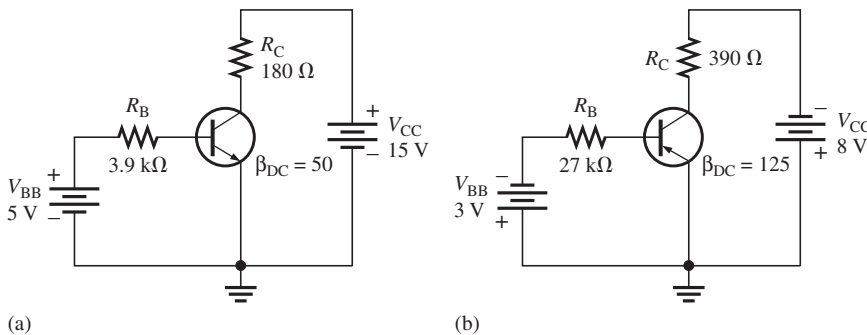 R_C
180 Ω
R_B
3.9 kΩ
+
V_BB
5 V
−
β_DC = 50
+
V_CC
15 V
−
(a)
R_C
390 Ω
R_B
27 kΩ
−
V_BB
3 V
+
β_DC = 125
−
V_CC
8 V
+
(b)